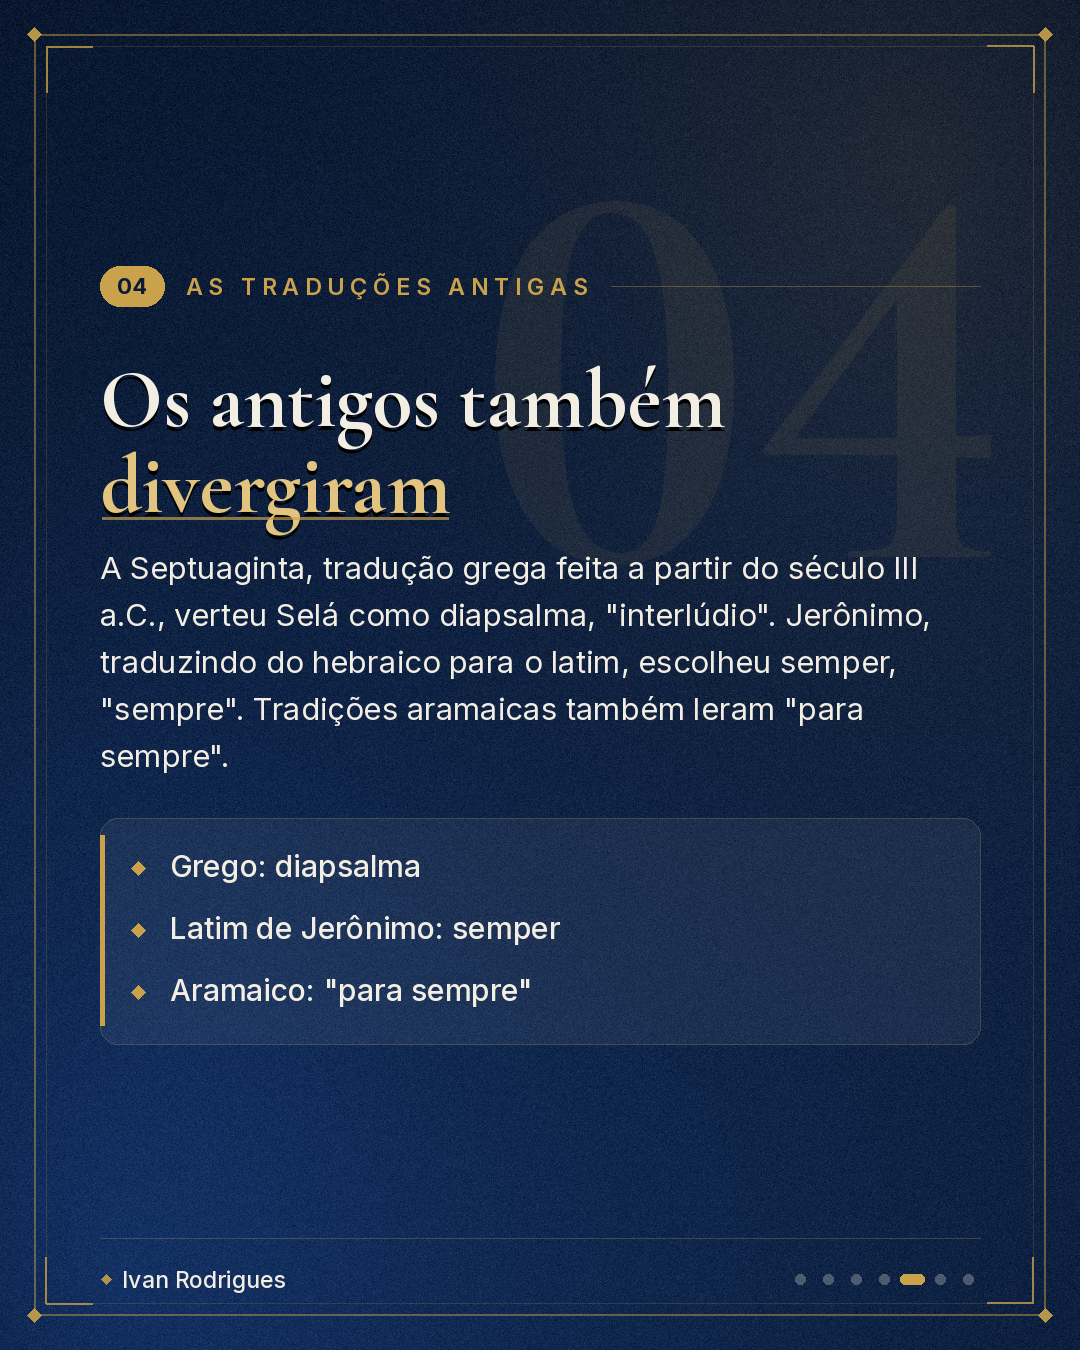 04
04 AS TRADUÇÕES ANTIGAS
Os antigos também
divergiram
A Septuaginta, tradução grega feita a partir do século III
a.C., verteu Selá como diapsalma, "interlúdio". Jerônimo,
traduzindo do hebraico para o latim, escolheu semper,
"sempre". Tradições aramaicas também leram "para
sempre".
Grego: diapsalma
Latim de Jerônimo: semper
Aramaico: "para sempre"
Ivan Rodrigues